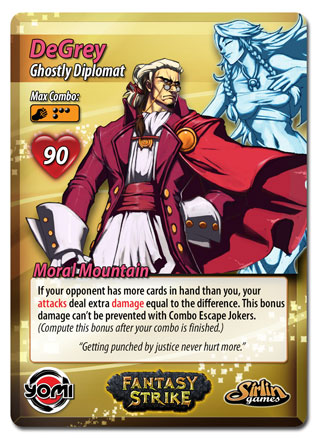 DeGrey
Ghostly Diplomat
Max Combo:
90
Moral Mountain
If your opponent has more cards in hand than you, your
attacks deal extra damage equal to the difference. This bonus
damage can't be prevented with Combo Escape Jokers.
(Compute this bonus after your combo is finished.)
"Getting punched by justice never hurt more."
YOMI
FANTASY
STRIKE
Sirlin
games